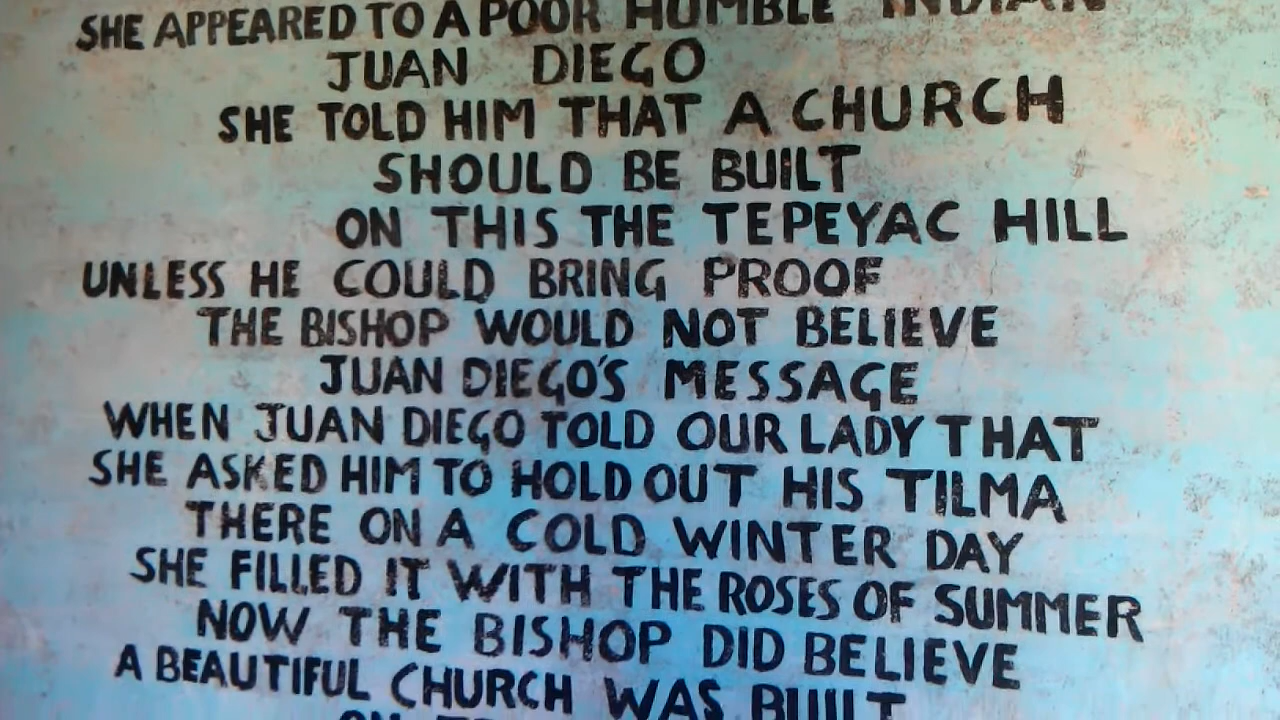 SHE APPEARED TO A POOR HUMBLE INDIAN
JUAN DIEGO
SHE TOLD HIM THAT A CHURCH
SHOULD BE BUILT
ON THIS THE TEPEYAC HILL
UNLESS HE COULD BRING PROOF
THE BISHOP WOULD NOT BELIEVE
JUAN DIEGO'S MESSAGE
WHEN JUAN DIEGO TOLD OUR LADY THAT
SHE ASKED HIM TO HOLD OUT HIS TILMA
THERE ON A COLD WINTER DAY
SHE FILLED IT WITH THE ROSES OF SUMMER
NOW THE BISHOP DID BELIEVE
A BEAUTIFUL CHURCH WAS BUILT
ON